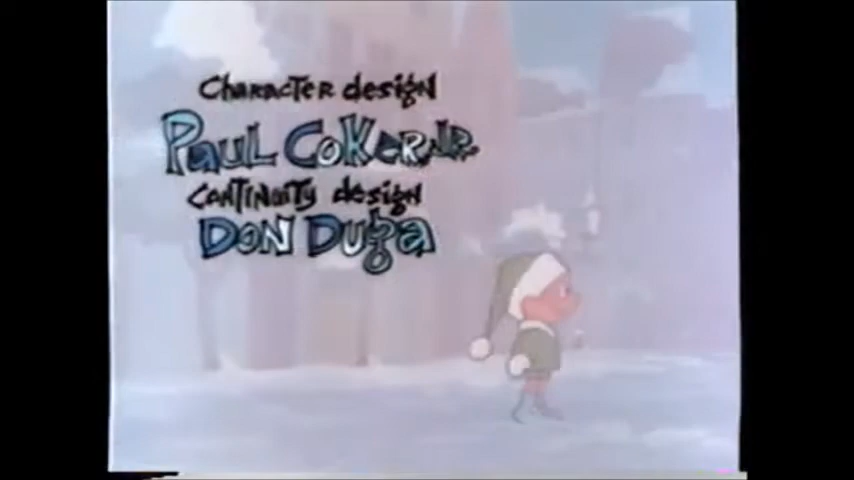 Character design
Paul Coker, Jr.
Continuity design
Don Duga